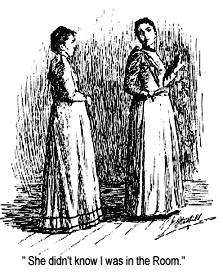 " She didn't know I was in the Room."